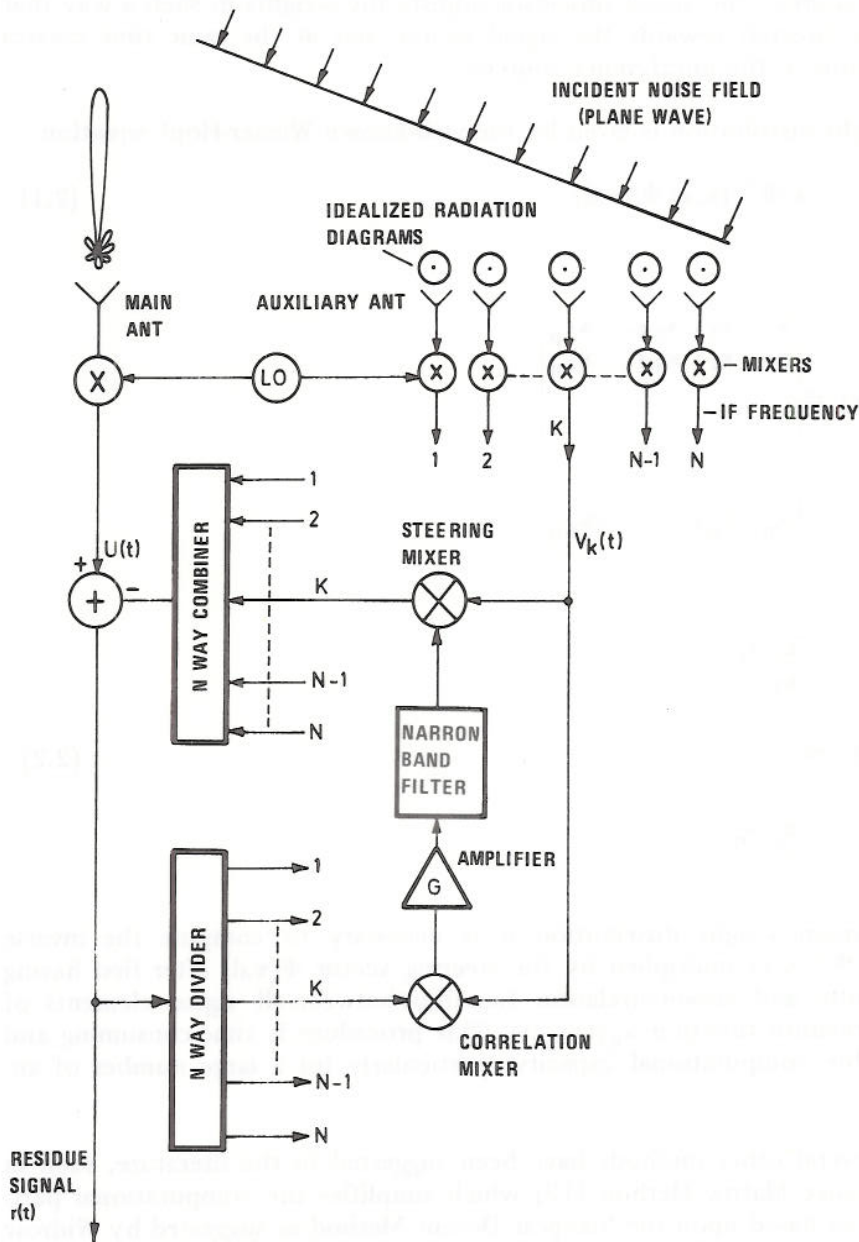 INCIDENT NOISE FIELD
(PLANE WAVE)
IDEALIZED RADIATION
DIAGRAMS
MAIN
ANT
AUXILIARY ANT
X
LO
X
X
X
X
X
MIXERS
IF FREQUENCY
K
1
2
N-1
N
1
2
STEERING
MIXER
Vk(t)
U(t)
+
-
+
K
N WAY COMBINER
N-1
N
NARRON
BAND
FILTER
AMPLIFIER
G
1
2
K
N WAY DIVIDER
CORRELATION
MIXER
N-1
N
RESIDUE
SIGNAL
r(t)